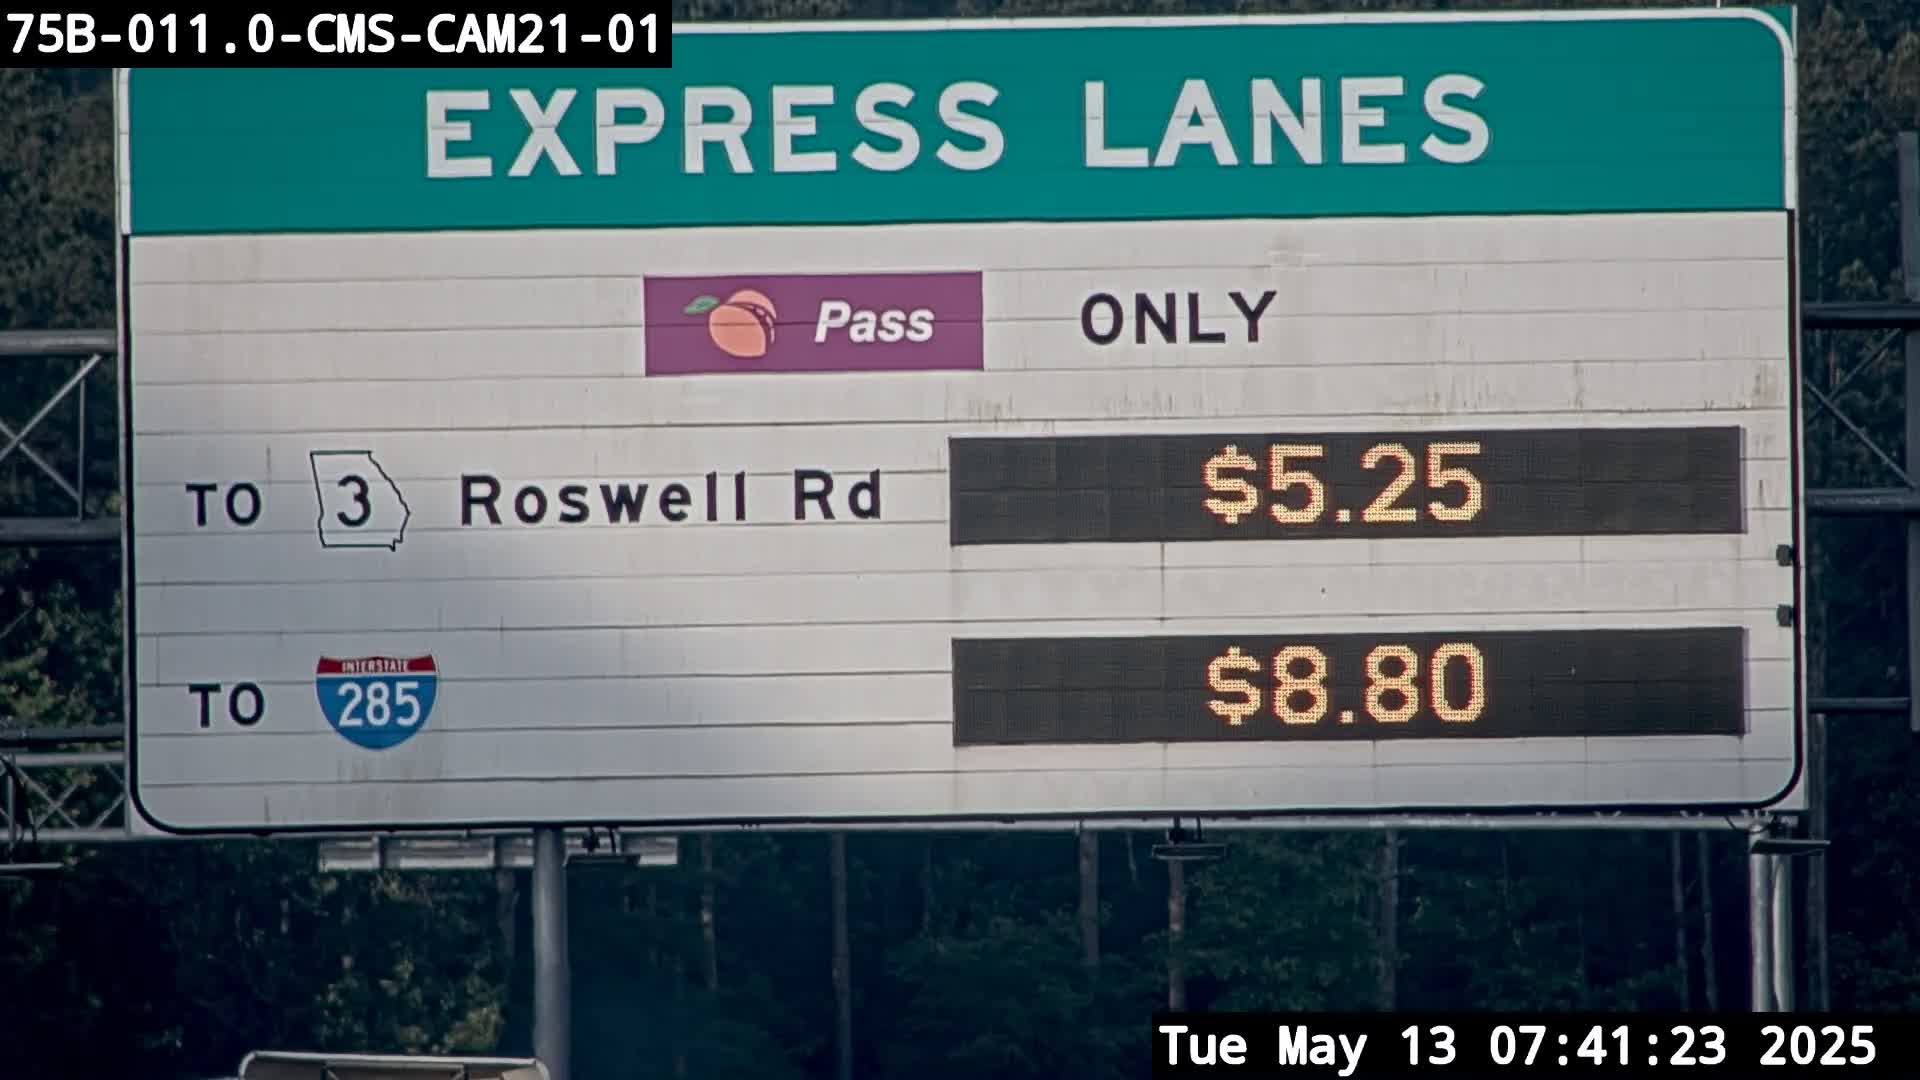 75B-011.0-CMS-CAM21-01
EXPRESS LANES
Pass ONLY
TO 3 Roswell Rd $5.25
INTERSTATE
TO 285 $8.80
Tue May 13 07:41:23 2025